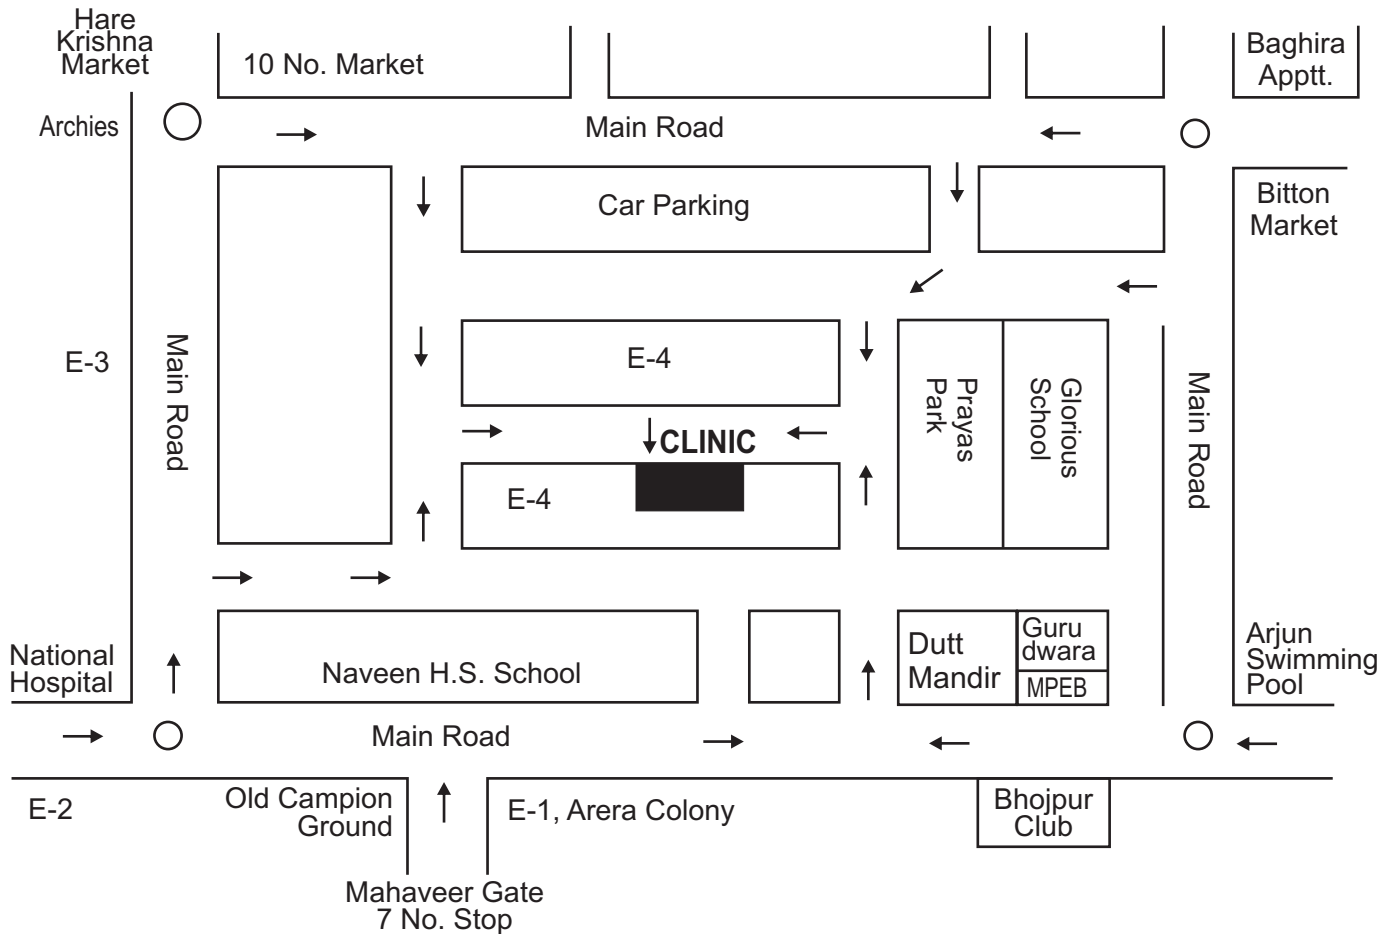 Hare
Krishna
Market
10 No. Market
Baghira
Apptt.
Archies
Main Road
Car Parking
Bitton
Market
E-3
Main Road
E-4
Prayas
Park
Glorious
School
Main Road
CLINIC
E-4
National
Hospital
Naveen H.S. School
Dutt
Mandir
Guru
dwara
MPEB
Arjun
Swimming
Pool
Main Road
E-2
Old Campion
Ground
E-1, Arera Colony
Bhojpur
Club
Mahaveer Gate
7 No. Stop